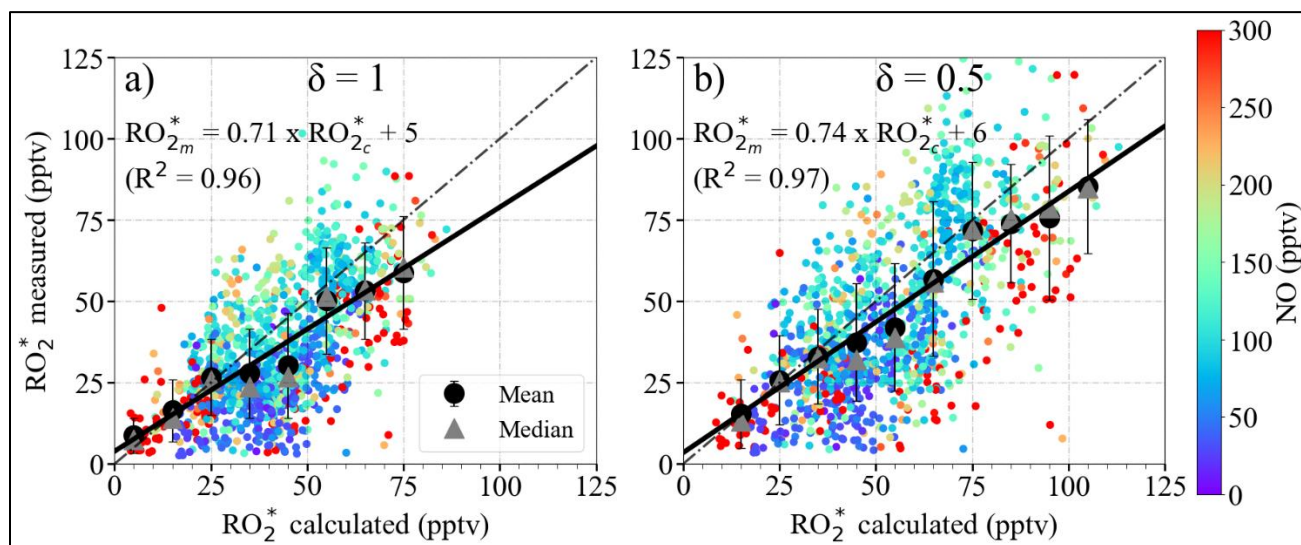 a) δ = 1
RO₂*ₘ = 0.71 x RO₂*꜀ + 5
(R² = 0.96)
125
100
75
50
25
0
RO₂* measured (pptv)
0 25 50 75 100 125
RO₂* calculated (pptv)
Mean
Median
b) δ = 0.5
RO₂*ₘ = 0.74 x RO₂*꜀ + 6
(R² = 0.97)
125
100
75
50
25
0
0 25 50 75 100 125
RO₂* calculated (pptv)
300
250
200
150
100
50
0
NO (pptv)